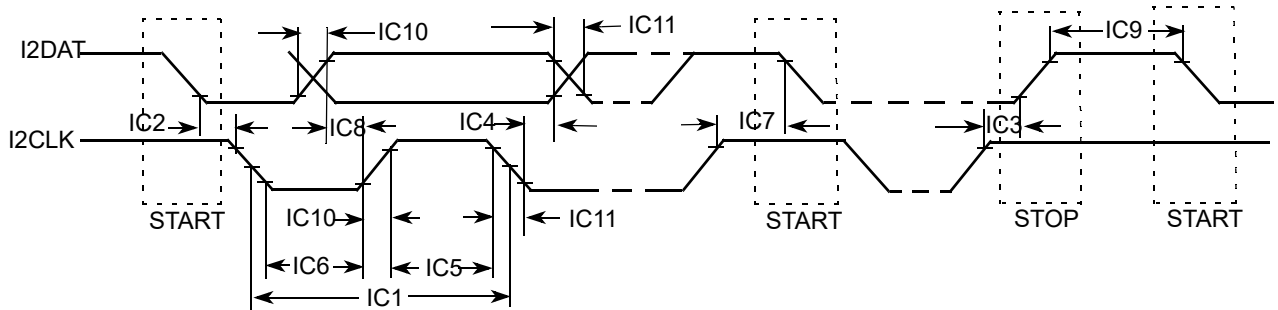 I2DAT
IC10
IC11
IC9
IC2
IC8
IC4
IC7
IC3
I2CLK
START
IC10
IC11
START
STOP
START
IC6
IC5
IC1